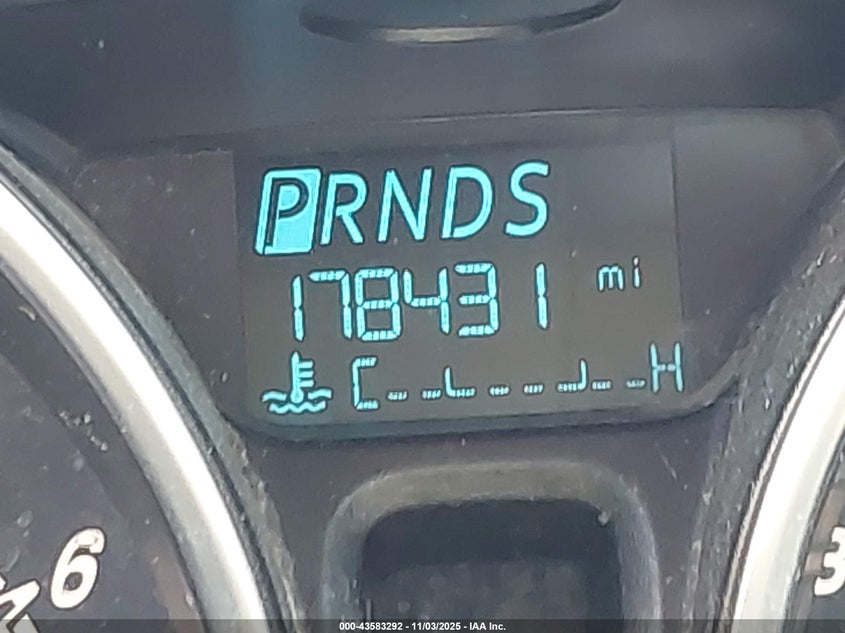 PRNDS
178431 mi
C H
6
3
000-43583292 - 11/03/2025 - IAA Inc.